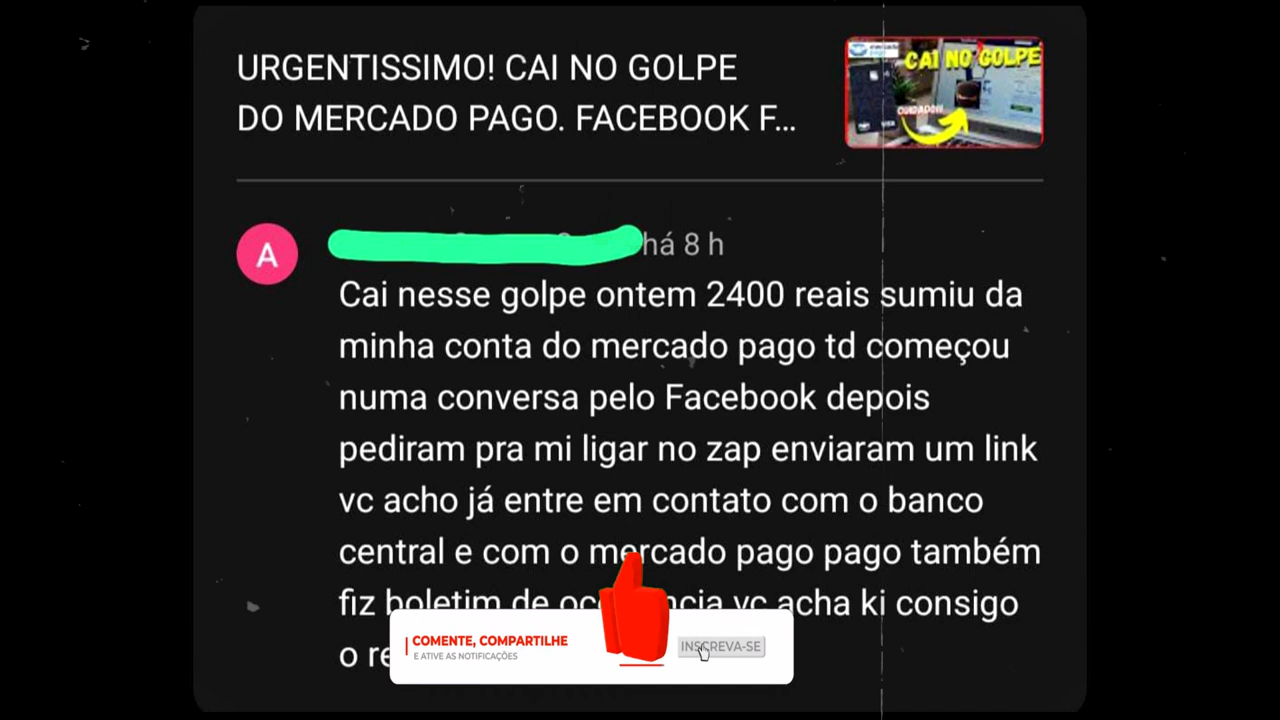 URGENTISSIMO! CAI NO GOLPE
DO MERCADO PAGO. FACEBOOK F...
mercado pago
CAI NO GOLPE
CUIDADO!!!
A
há 8 h
Cai nesse golpe ontem 2400 reais sumiu da
minha conta do mercado pago td começou
numa conversa pelo Facebook depois
pediram pra mi ligar no zap enviaram um link
vc acho já entre em contato com o banco
central e com o mercado pago pago também
fiz boletim de vc acha ki consigo
o
COMENTE, COMPARTILHE
E ATIVE AS NOTIFICAÇÕES
INSCREVA-SE